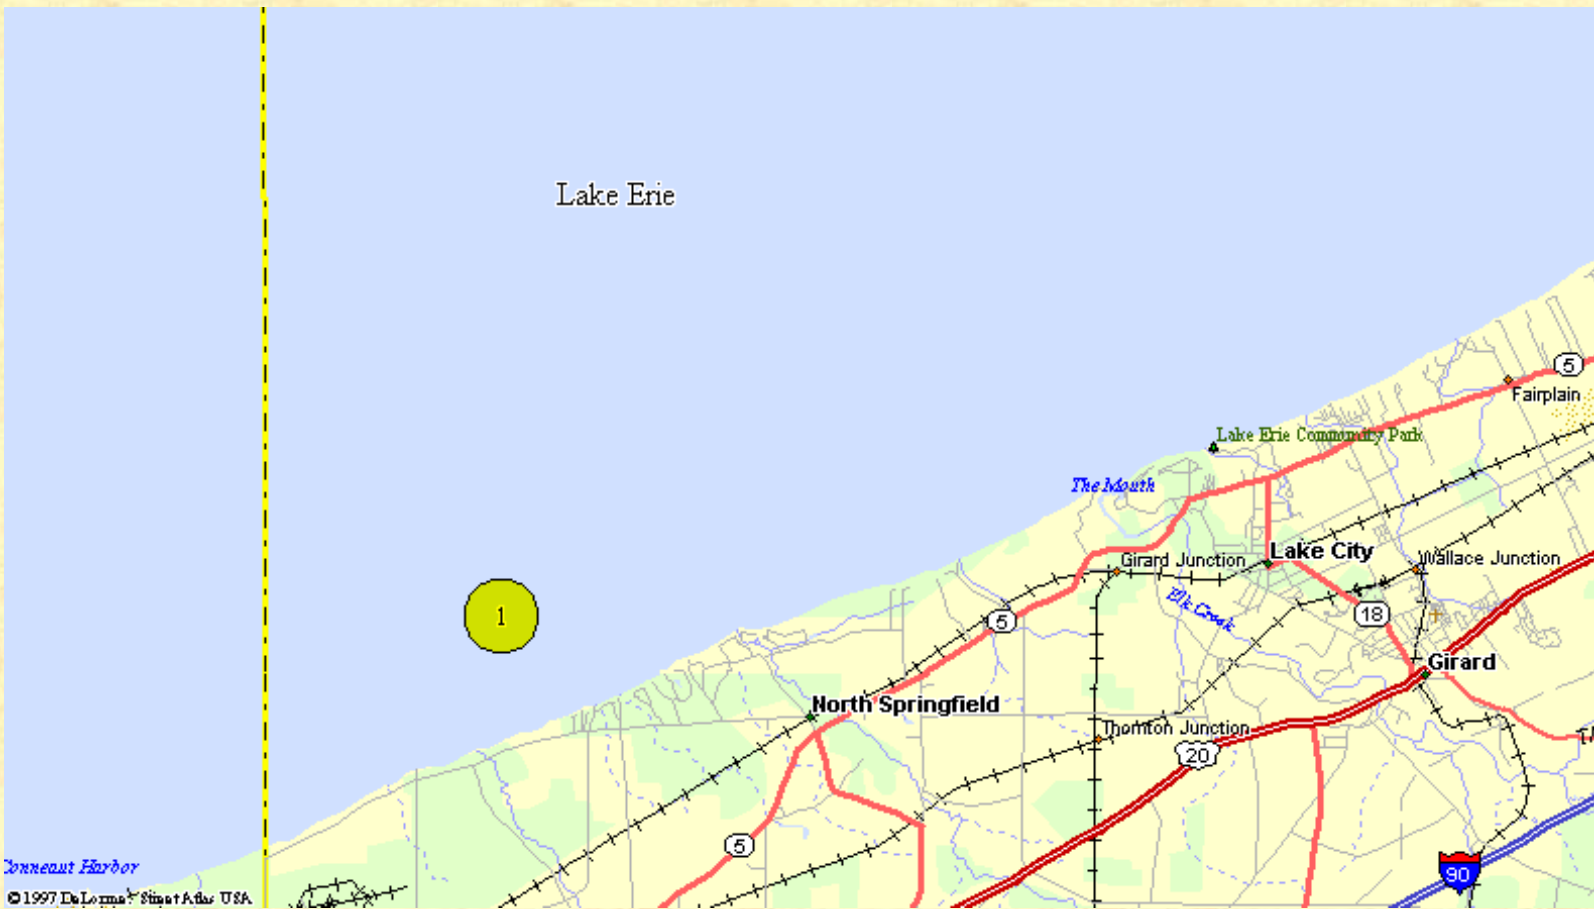 Lake Erie
5
Fairplain
Lake Erie Community Park
The Mouth
Lake City
Girard Junction
Wallace Junction
Elk Creek
18
5
1
Girard
North Springfield
Thornton Junction
20
5
Conneaut Harbor
90
©1997 DeLorme. Street Atlas USA